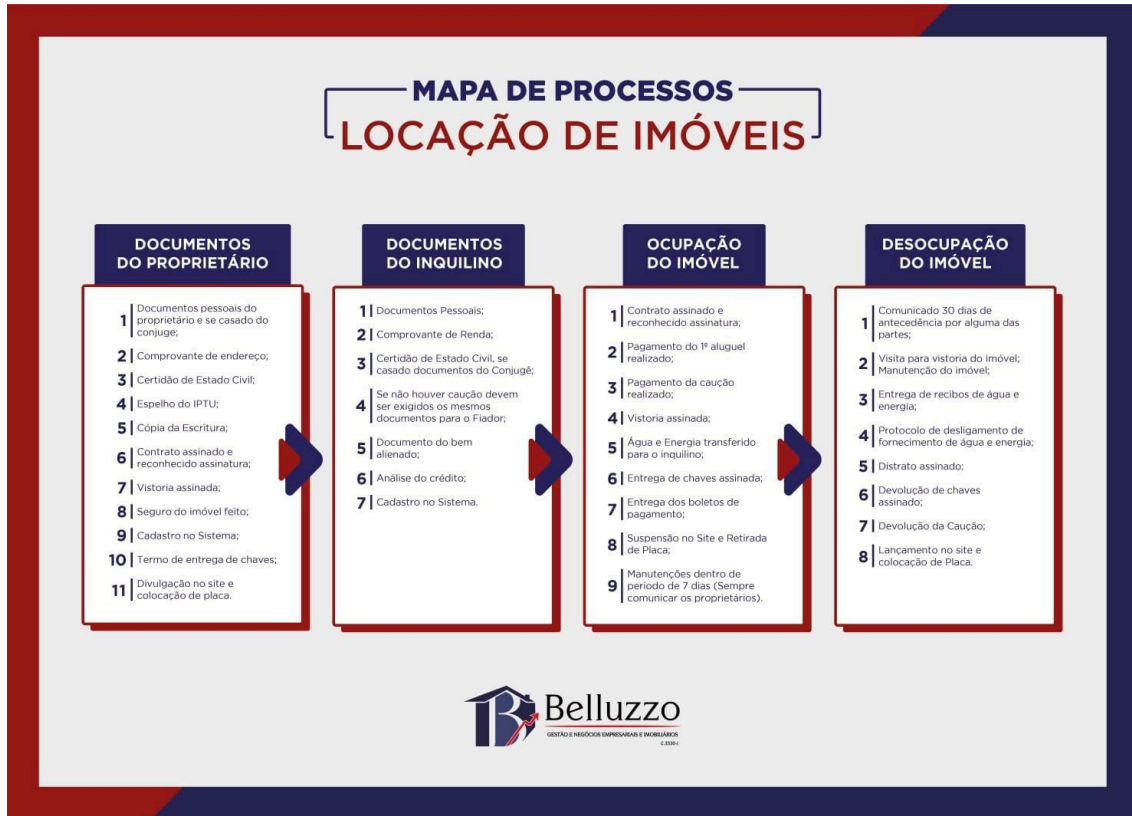 MAPA DE PROCESSOS
LOCAÇÃO DE IMÓVEIS
DOCUMENTOS
DO PROPRIETÁRIO
1 Documentos pessoais do
proprietário e se casado do
conjuge;
2 Comprovante de endereço;
3 Certidão de Estado Civil;
4 Espelho do IPTU;
5 Cópia da Escritura;
6 Contrato assinado e
reconhecido assinatura;
7 Vistoria assinada;
8 Seguro do imóvel feito;
9 Cadastro no Sistema;
10 Termo de entrega de chaves;
11 Divulgação no site e
colocação de placa.
DOCUMENTOS
DO INQUILINO
1 Documentos Pessoais;
2 Comprovante de Renda;
3 Certidão de Estado Civil, se
casado documentos do Conjugê;
4 Se não houver caução devem
ser exigidos os mesmos
documentos para o Fiador;
5 Documento do bem
alienado;
6 Análise do crédito;
7 Cadastro no Sistema.
OCUPAÇÃO
DO IMÓVEL
1 Contrato assinado e
reconhecido assinatura;
2 Pagamento do 1º aluguel
realizado;
3 Pagamento da caução
realizado;
4 Vistoria assinada;
5 Água e Energia transferido
para o inquilino;
6 Entrega de chaves assinada;
7 Entrega dos boletos de
pagamento;
8 Suspensão no Site e Retirada
de Placa;
9 Manutenções dentro de
periodo de 7 dias (Sempre
comunicar os proprietários).
DESOCUPAÇÃO
DO IMÓVEL
1 Comunicado 30 dias de
antecedência por alguma das
partes;
2 Visita para vistoria do imóvel;
Manutenção do imóvel;
3 Entrega de recibos de água e
energia;
4 Protocolo de desligamento de
fornecimento de água e energia;
5 Distrato assinado;
6 Devolução de chaves
assinado;
7 Devolução da Caução;
8 Lançamento no site e
colocação de Placa.
Belluzzo
GESTÃO E NEGÓCIOS EMPRESARIAIS E IMOBILIÁRIOS